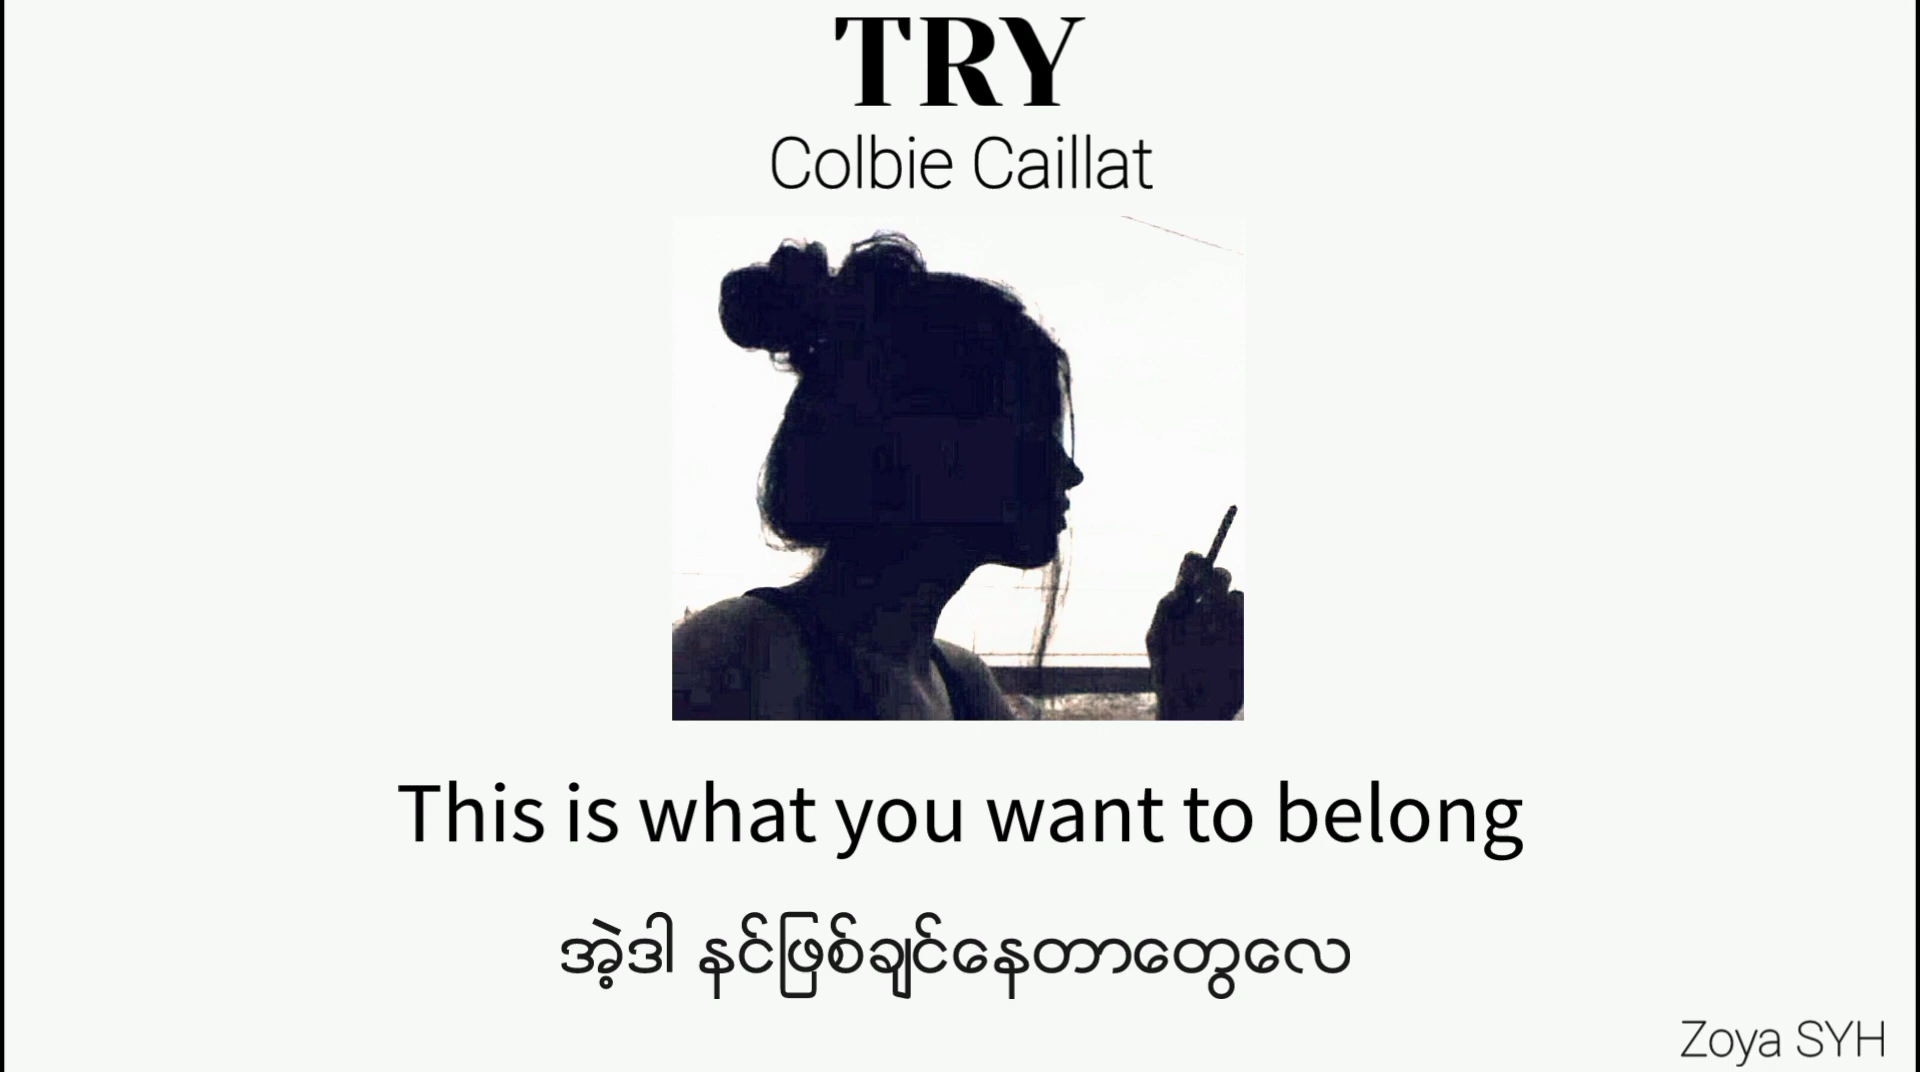 TRY
Colbie Caillat
This is what you want to belong
အဲ့ဒါ နင်ဖြစ်ချင်နေတာတွေလေ
Zoya SYH